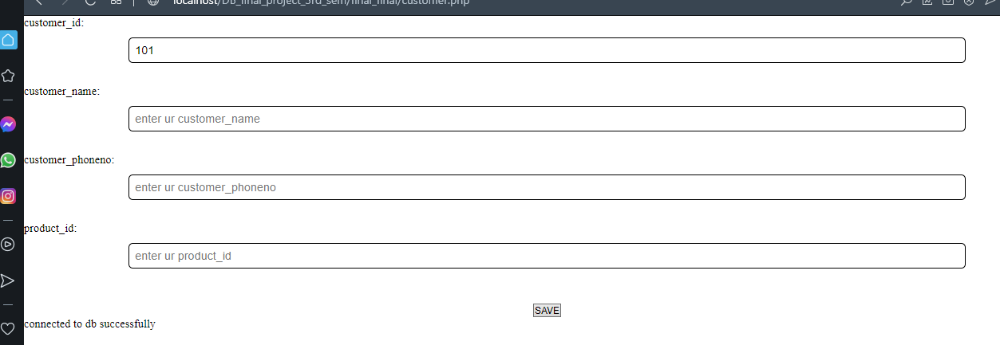 localhost/DB_final_project_3rd_sem/final_final/customer.php
customer_id:
101
customer_name:
enter ur customer_name
customer_phoneno:
enter ur customer_phoneno
product_id:
enter ur product_id
SAVE
connected to db successfully